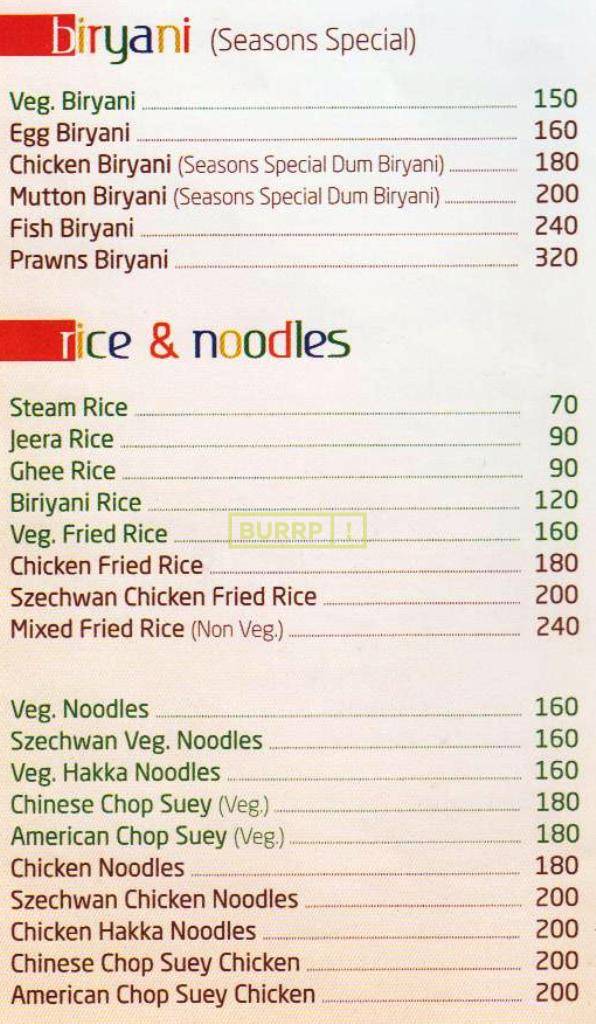 biryani (Seasons Special)
Veg. Biryani 150
Egg Biryani 160
Chicken Biryani (Seasons Special Dum Biryani) 180
Mutton Biryani (Seasons Special Dum Biryani) 200
Fish Biryani 240
Prawns Biryani 320
rice & noodles
Steam Rice 70
Jeera Rice 90
Ghee Rice 90
Biriyani Rice 120
BURRP!
Veg. Fried Rice 160
Chicken Fried Rice 180
Szechwan Chicken Fried Rice 200
Mixed Fried Rice (Non Veg.) 240
Veg. Noodles 160
Szechwan Veg. Noodles 160
Veg. Hakka Noodles 160
Chinese Chop Suey (Veg.) 180
American Chop Suey (Veg.) 180
Chicken Noodles 180
Szechwan Chicken Noodles 200
Chicken Hakka Noodles 200
Chinese Chop Suey Chicken 200
American Chop Suey Chicken 200